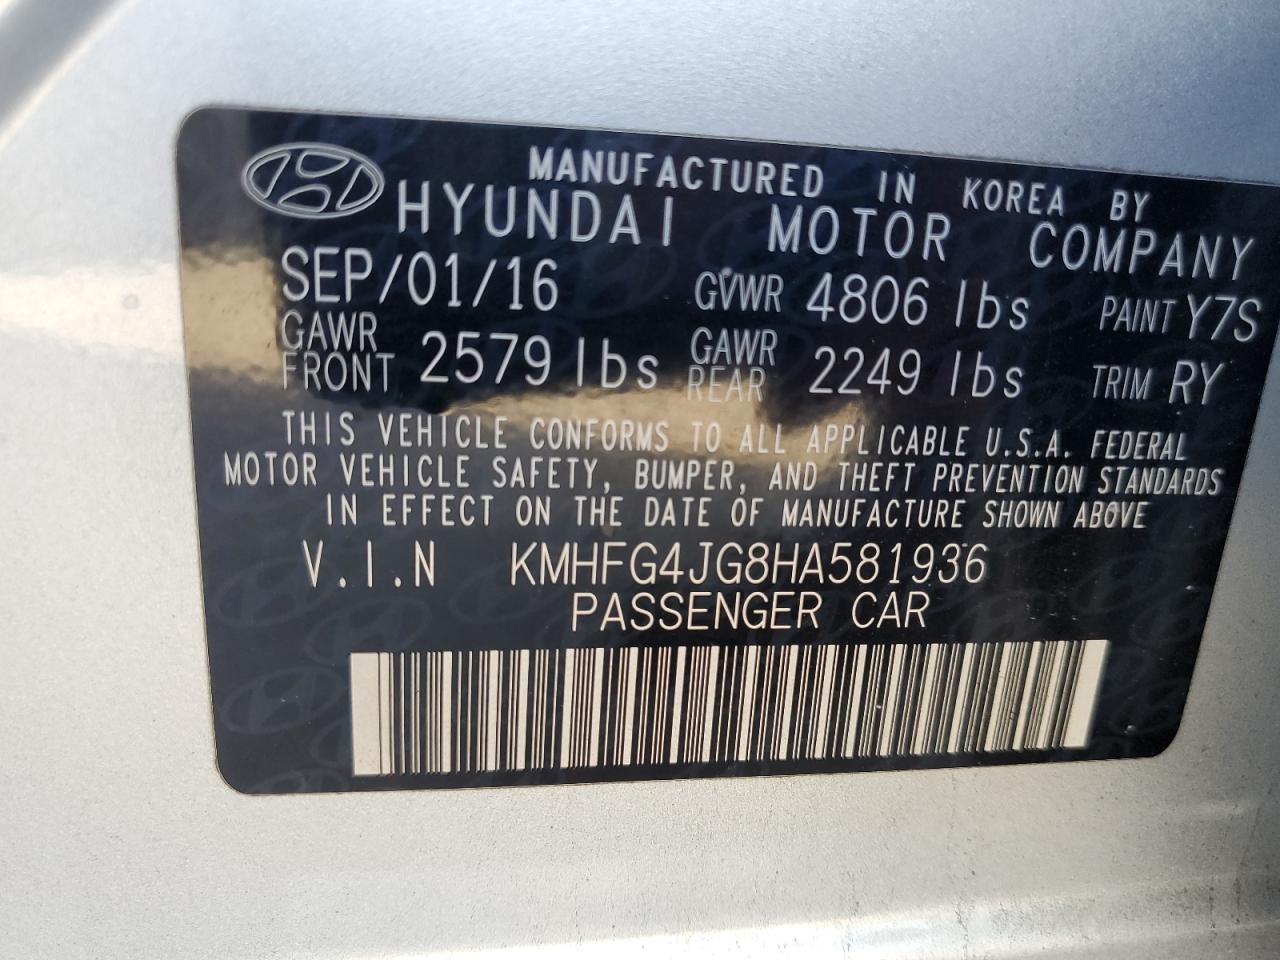 MANUFACTURED IN KOREA BY
HYUNDAI MOTOR COMPANY
SEP/01/16 GVWR 4806 lbs PAINT Y7S
GAWR FRONT 2579 lbs GAWR REAR 2249 lbs TRIM RY
THIS VEHICLE CONFORMS TO ALL APPLICABLE U.S.A. FEDERAL
MOTOR VEHICLE SAFETY, BUMPER, AND THEFT PREVENTION STANDARDS
IN EFFECT ON THE DATE OF MANUFACTURE SHOWN ABOVE
V.I.N KMHFG4JG8HA581936
PASSENGER CAR